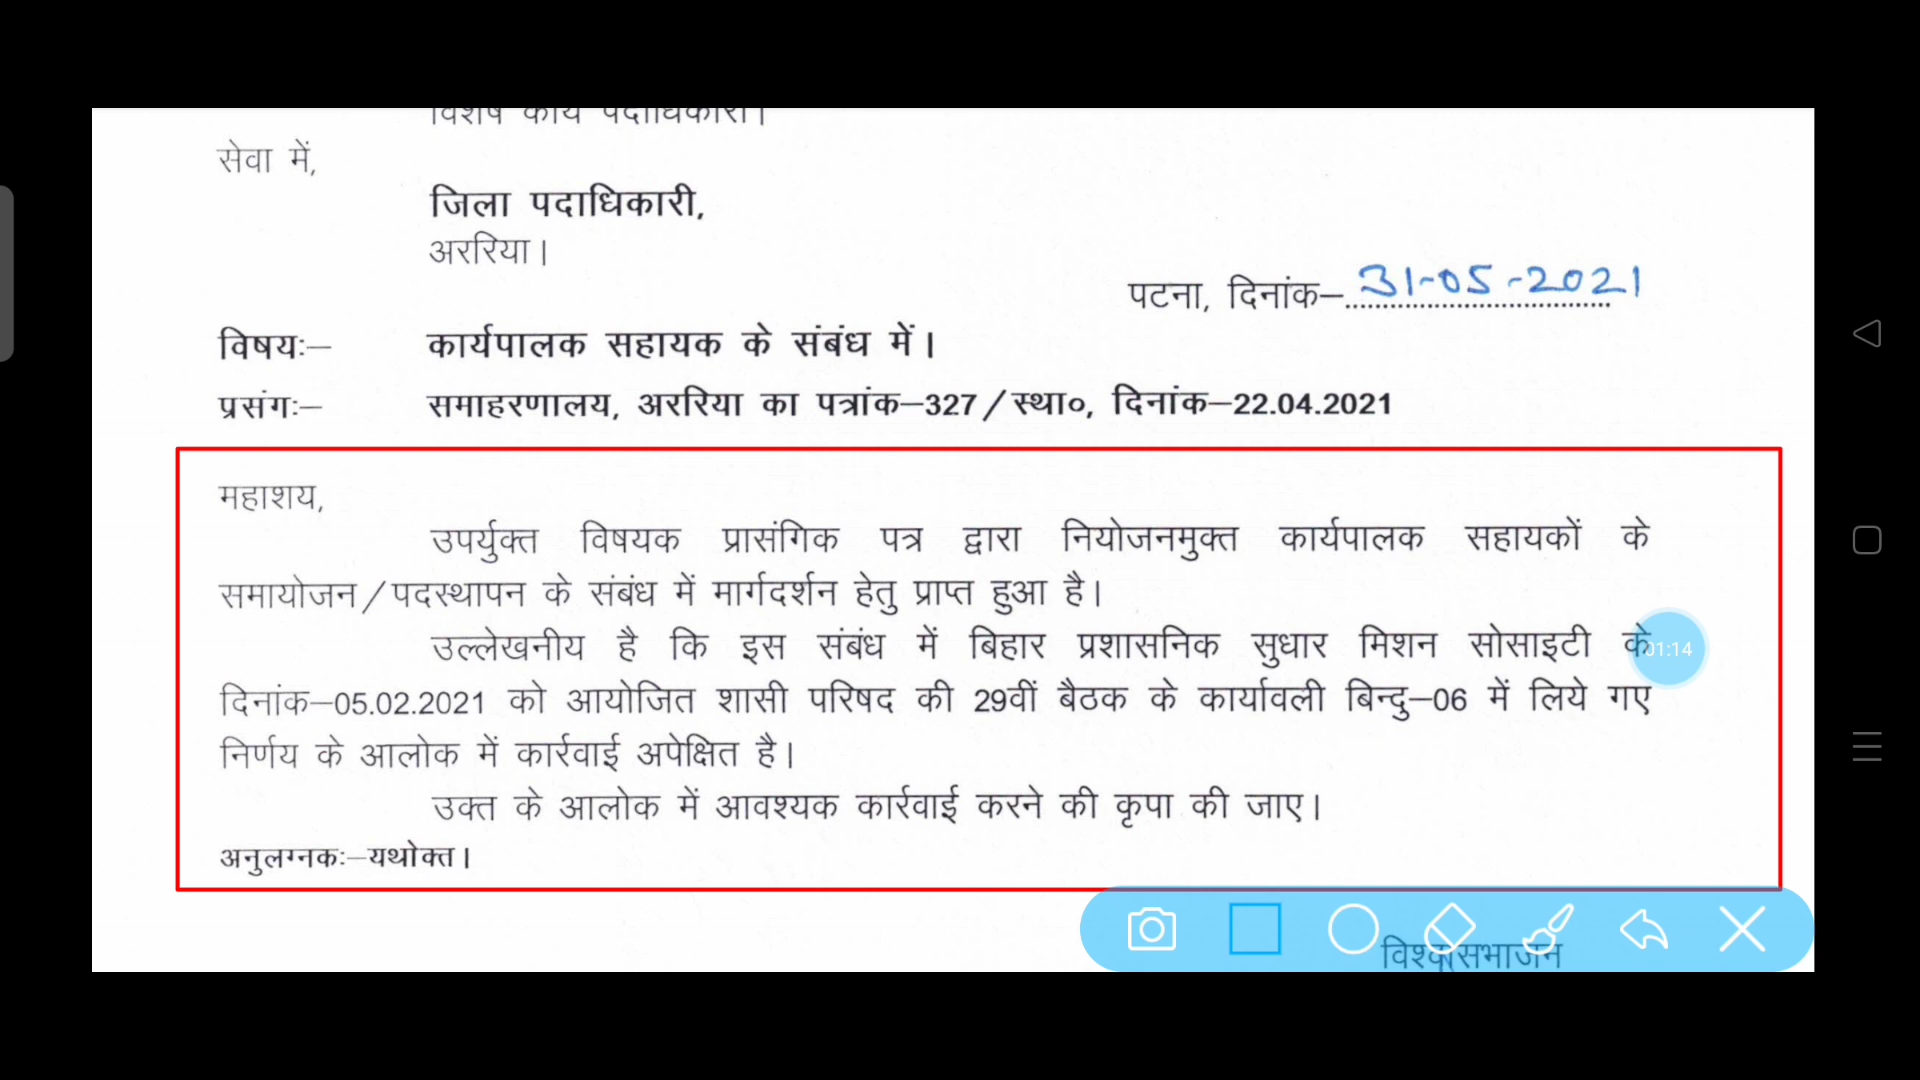 विशेष कार्य पदाधिकारी।
सेवा में,
जिला पदाधिकारी,
अररिया।
पटना, दिनांक–31-05-2021
विषयः– कार्यपालक सहायक के संबंध में।
प्रसंगः– समाहरणालय, अररिया का पत्रांक–327/स्था०, दिनांक–22.04.2021
महाशय,
उपर्युक्त विषयक प्रासंगिक पत्र द्वारा नियोजनमुक्त कार्यपालक सहायकों के
समायोजन/पदस्थापन के संबंध में मार्गदर्शन हेतु प्राप्त हुआ है।
उल्लेखनीय है कि इस संबंध में बिहार प्रशासनिक सुधार मिशन सोसाइटी के
01:14
दिनांक–05.02.2021 को आयोजित शासी परिषद की 29वीं बैठक के कार्यावली बिन्दु–06 में लिये गए
निर्णय के आलोक में कार्रवाई अपेक्षित है।
उक्त के आलोक में आवश्यक कार्रवाई करने की कृपा की जाए।
अनुलग्नकः–यथोक्त।
विश्वासभाजन